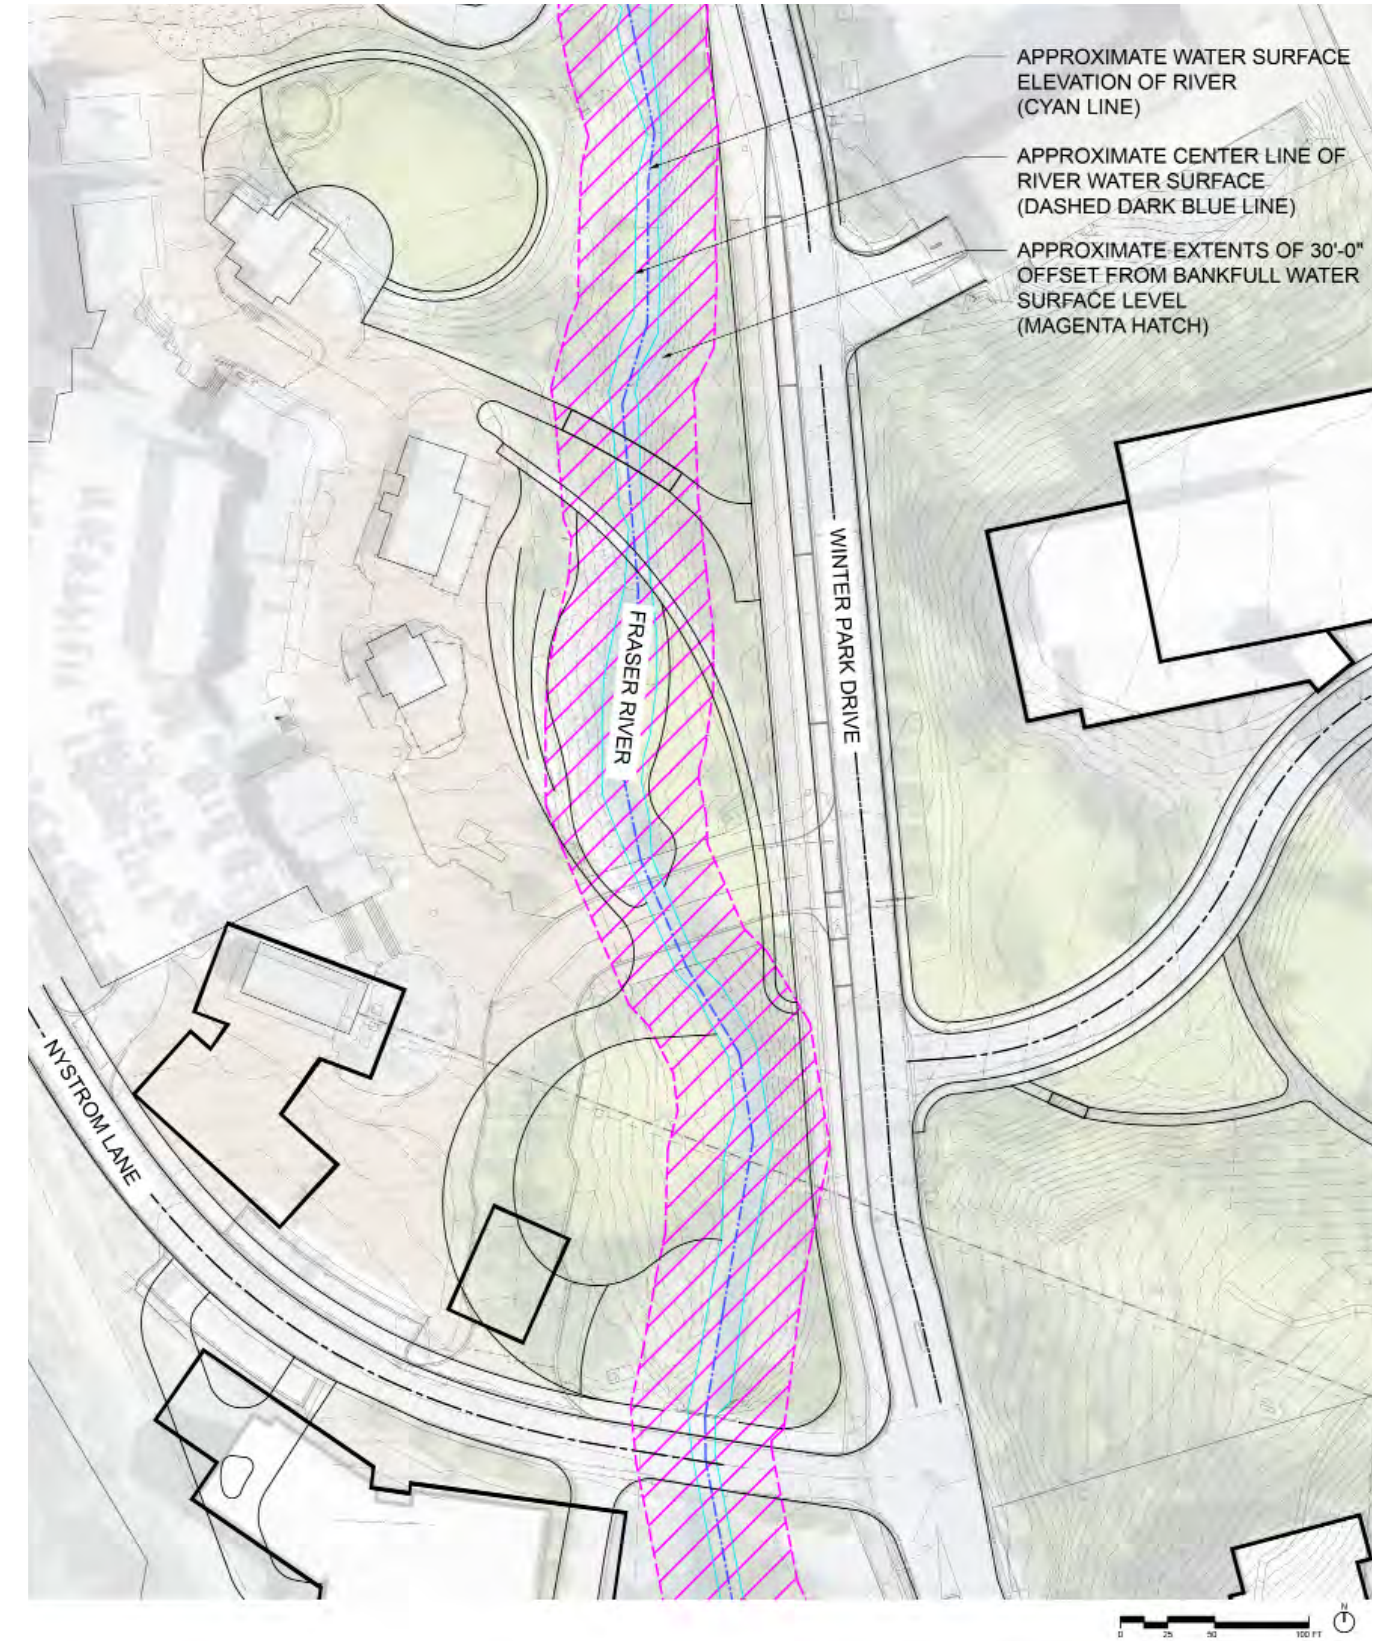 APPROXIMATE WATER SURFACE
ELEVATION OF RIVER
(CYAN LINE)
APPROXIMATE CENTER LINE OF
RIVER WATER SURFACE
(DASHED DARK BLUE LINE)
APPROXIMATE EXTENTS OF 30'-0"
OFFSET FROM BANKFULL WATER
SURFACE LEVEL
(MAGENTA HATCH)
WINTER PARK DRIVE
FRASER RIVER
NYSTROM LANE
N
0 25 50 100 FT